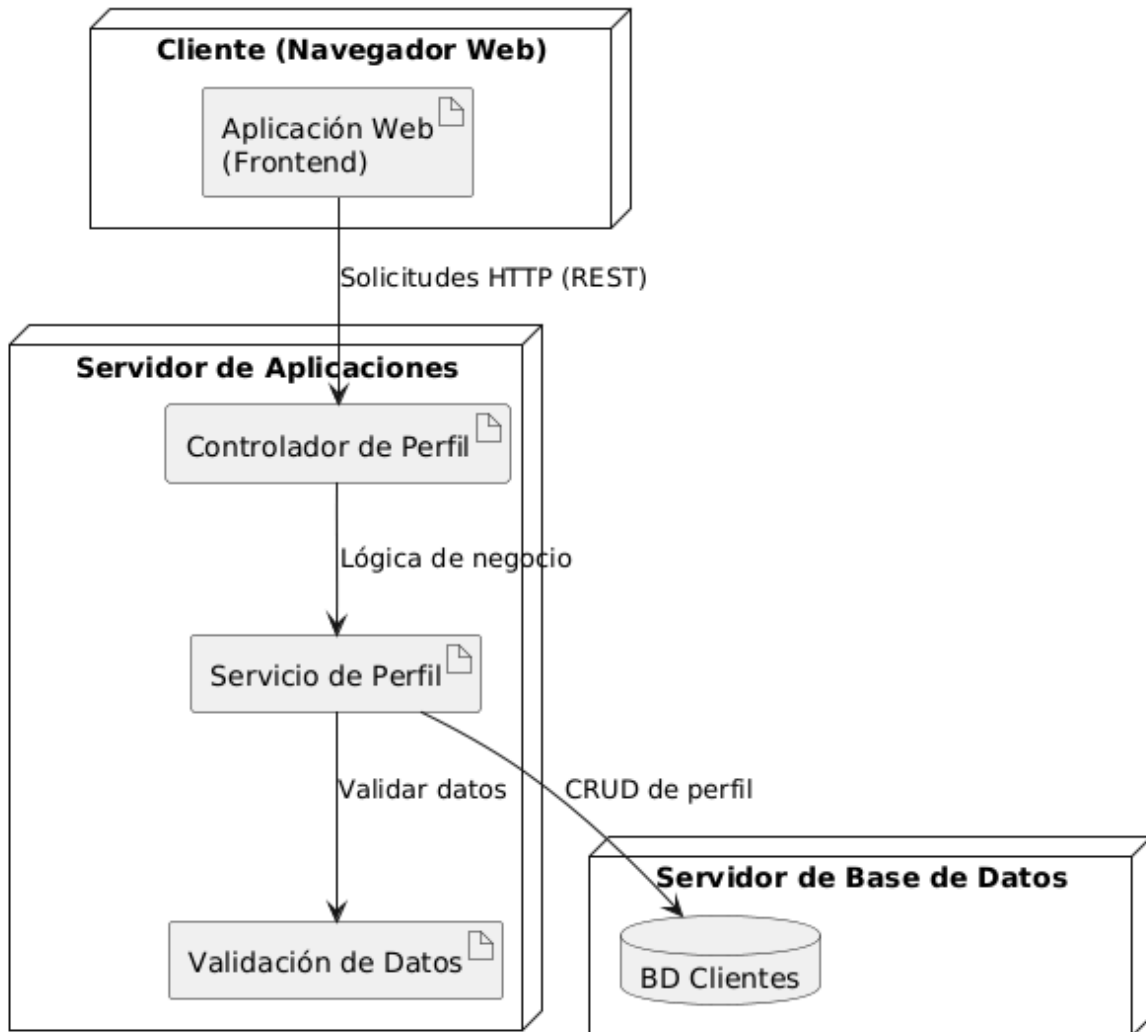 Cliente (Navegador Web)
Aplicación Web
(Frontend)
Solicitudes HTTP (REST)
Servidor de Aplicaciones
Controlador de Perfil
Lógica de negocio
Servicio de Perfil
Validar datos
CRUD de perfil
Servidor de Base de Datos
Validación de Datos
BD Clientes